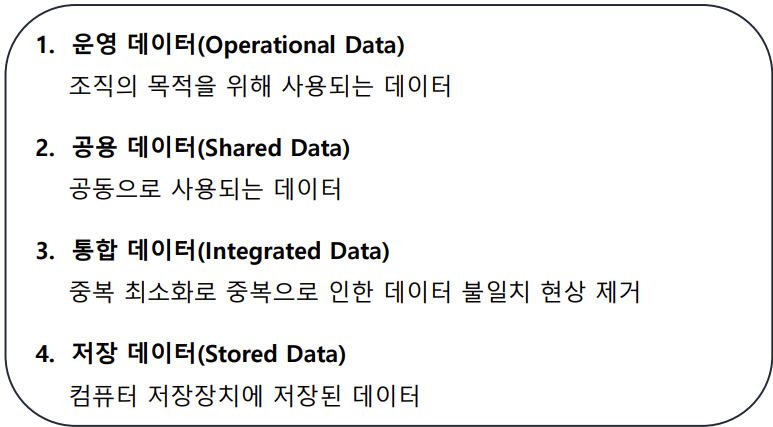 1. 운영 데이터(Operational Data)
조직의 목적을 위해 사용되는 데이터
2. 공용 데이터(Shared Data)
공동으로 사용되는 데이터
3. 통합 데이터(Integrated Data)
중복 최소화로 중복으로 인한 데이터 불일치 현상 제거
4. 저장 데이터(Stored Data)
컴퓨터 저장장치에 저장된 데이터